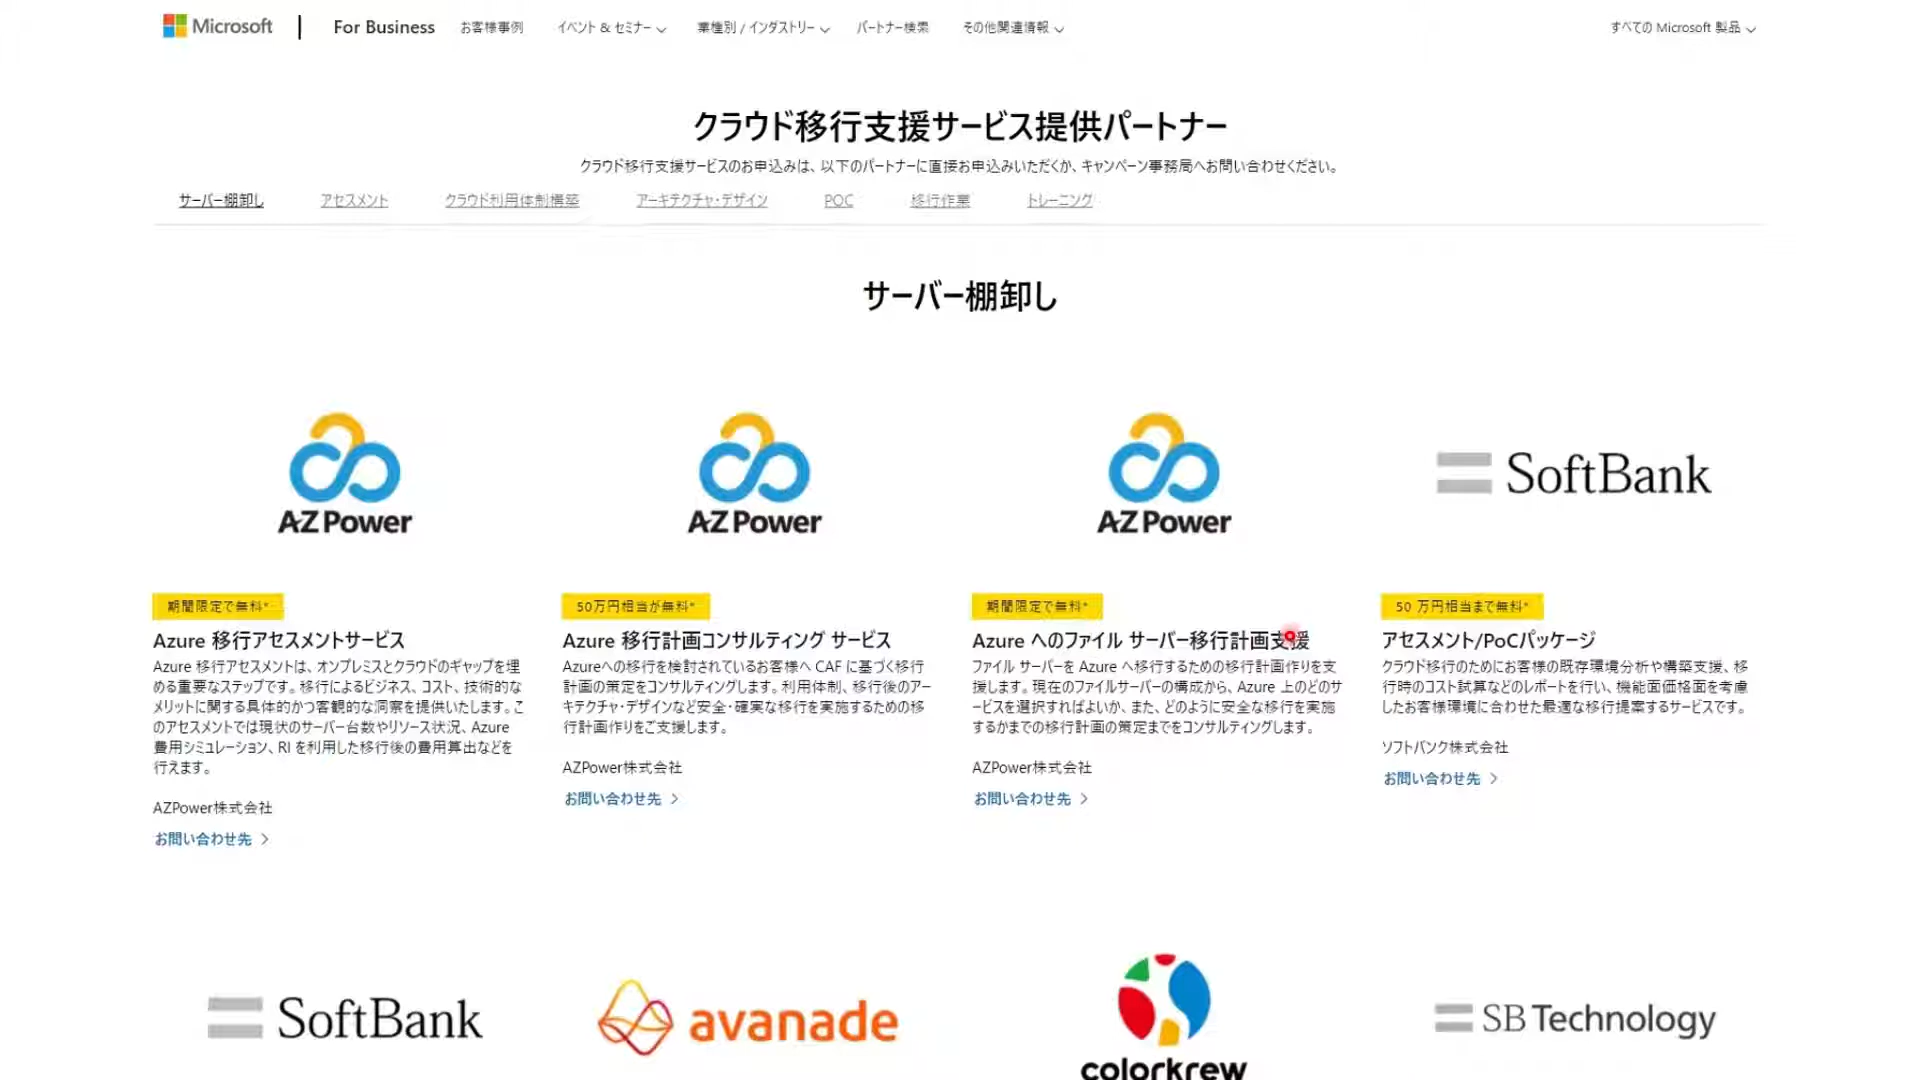 Microsoft
For Business
お客様事例
イベント & セミナー
業種別 / インダストリー
パートナー検索
その他関連情報
すべての Microsoft 製品
クラウド移行支援サービス提供パートナー
クラウド移行支援サービスのお申込みは、以下のパートナーに直接お申込みいただくか、キャンペーン事務局へお問い合わせください。
サーバー棚卸し
アセスメント
クラウド利用体制構築
アーキテクチャ・デザイン
POC
移行作業
トレーニング
サーバー棚卸し
AZPower
AZPower
AZPower
SoftBank
期間限定で無料*
Azure 移行アセスメントサービス
Azure 移行アセスメントは、オンプレミスとクラウドのギャップを埋
める重要なステップです。移行によるビジネス、コスト、技術的な
メリットに関する具体的かつ客観的な洞察を提供いたします。こ
のアセスメントでは現状のサーバー台数やリソース状況、Azure
費用シミュレーション、RI を利用した移行後の費用算出などを
行えます。
AZPower株式会社
お問い合わせ先
50万円相当が無料*
Azure 移行計画コンサルティング サービス
Azureへの移行を検討されているお客様へ CAF に基づく移行
計画の策定をコンサルティングします。利用体制、移行後のアー
キテクチャ・デザインなど安全・確実な移行を実施するための移
行計画作りをご支援します。
AZPower株式会社
お問い合わせ先
期間限定で無料*
Azure へのファイル サーバー移行計画支援
ファイル サーバーを Azure へ移行するための移行計画作りを支
援します。現在のファイルサーバーの構成から、Azure 上のどのサ
ービスを選択すればよいか、また、どのように安全な移行を実施
するかまでの移行計画の策定までをコンサルティングします。
AZPower株式会社
お問い合わせ先
50 万円相当まで無料*
アセスメント/PoCパッケージ
クラウド移行のためにお客様の既存環境分析や構築支援、移
行時のコスト試算などのレポートを行い、機能面価格面を考慮
したお客様環境に合わせた最適な移行提案するサービスです。
ソフトバンク株式会社
お問い合わせ先
SoftBank
avanade
colorkrew
SB Technology